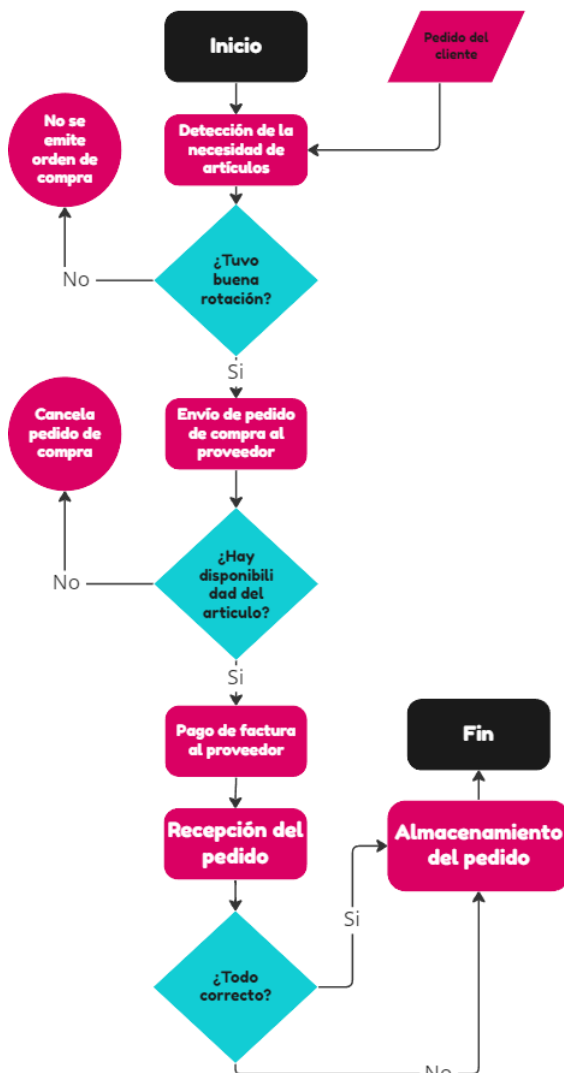 Inicio
Pedido del
cliente
Detección de la
necesidad de
artículos
No se
emite
orden de
compra
¿Tuvo
buena
rotación?
No
Si
Envío de pedido
de compra al
proveedor
Cancela
pedido de
compra
¿Hay
disponibili
dad del
articulo?
No
Si
Pago de factura
al proveedor
Fin
Recepción del
pedido
Almacenamiento
del pedido
Si
¿Todo
correcto?
No